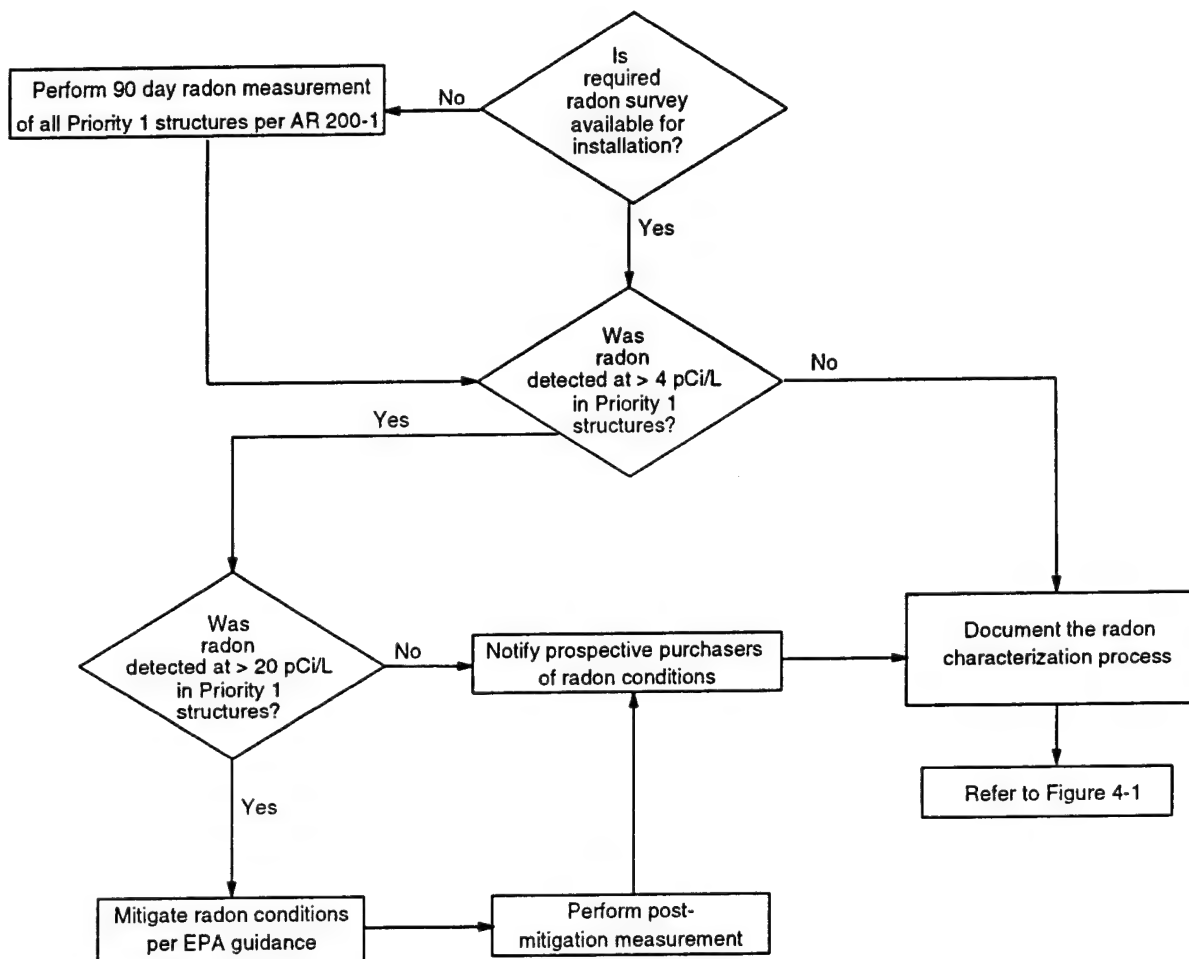 Is
required
radon survey
available for
installation?
No
Perform 90 day radon measurement
of all Priority 1 structures per AR 200-1
Yes
Was
radon
detected at > 4 pCi/L
in Priority 1
structures?
No
Yes
Was
radon
detected at > 20 pCi/L
in Priority 1
structures?
No
Notify prospective purchasers
of radon conditions
Document the radon
characterization process
Refer to Figure 4-1
Yes
Mitigate radon conditions
per EPA guidance
Perform post-
mitigation measurement